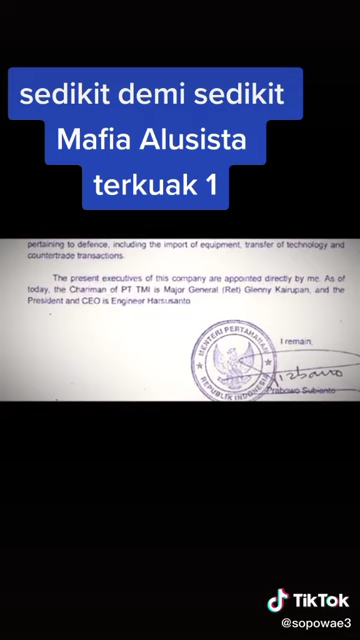 sedikit demi sedikit
Mafia Alusista
terkuak 1
pertaining to defence, including the import of equipment, transfer of technology and
countertrade transactions.
The present executives of this company are appointed directly by me. As of
today, the Chariman of PT TMI is Major General (Ret) Glenny Kairupan, and the
President and CEO is Engineer Harsusanto
I remain,
MENTERI PERTAHANAN
REPUBLIK INDONESIA
Prabowo Subianto
TikTok
@sopowae3